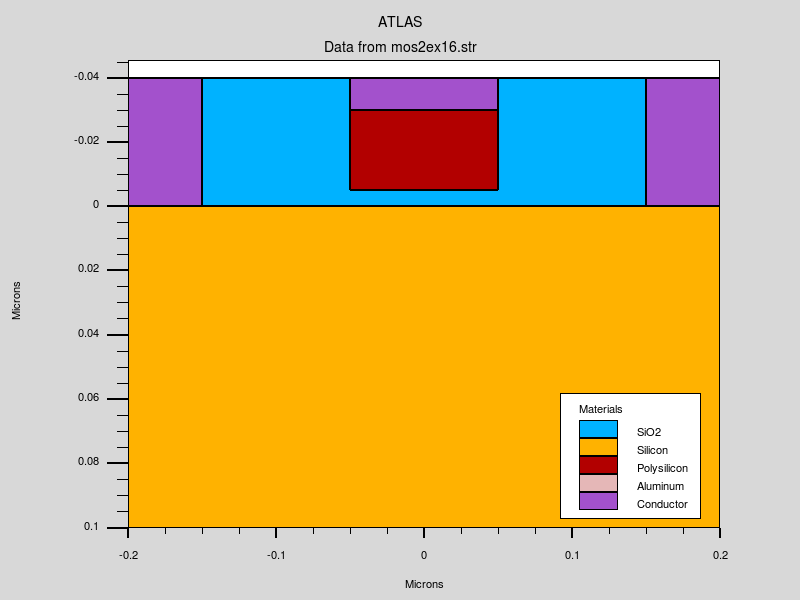 ATLAS
Data from mos2ex16.str
-0.04
-0.02
0
0.02
0.04
0.06
0.08
0.1
Microns
-0.2
-0.1
0
0.1
0.2
Microns
Materials
SiO2
Silicon
Polysilicon
Aluminum
Conductor